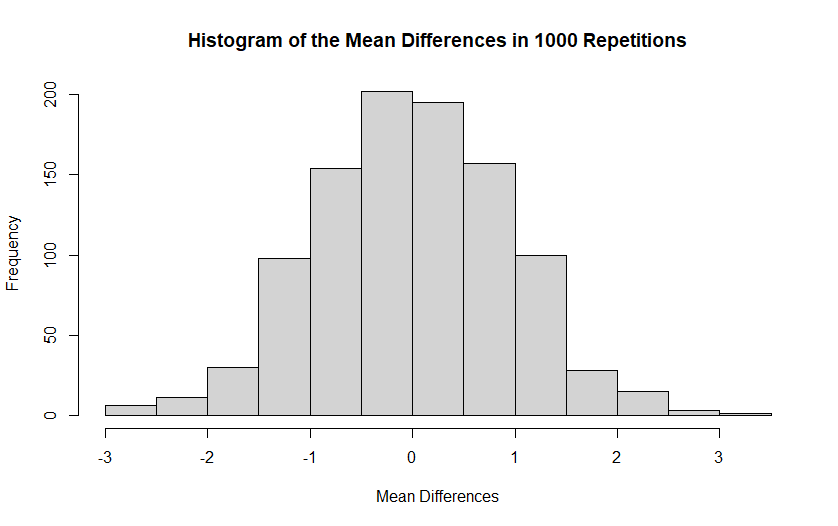 Histogram of the Mean Differences in 1000 Repetitions
Frequency
200
150
100
50
0
-3 -2 -1 0 1 2 3
Mean Differences